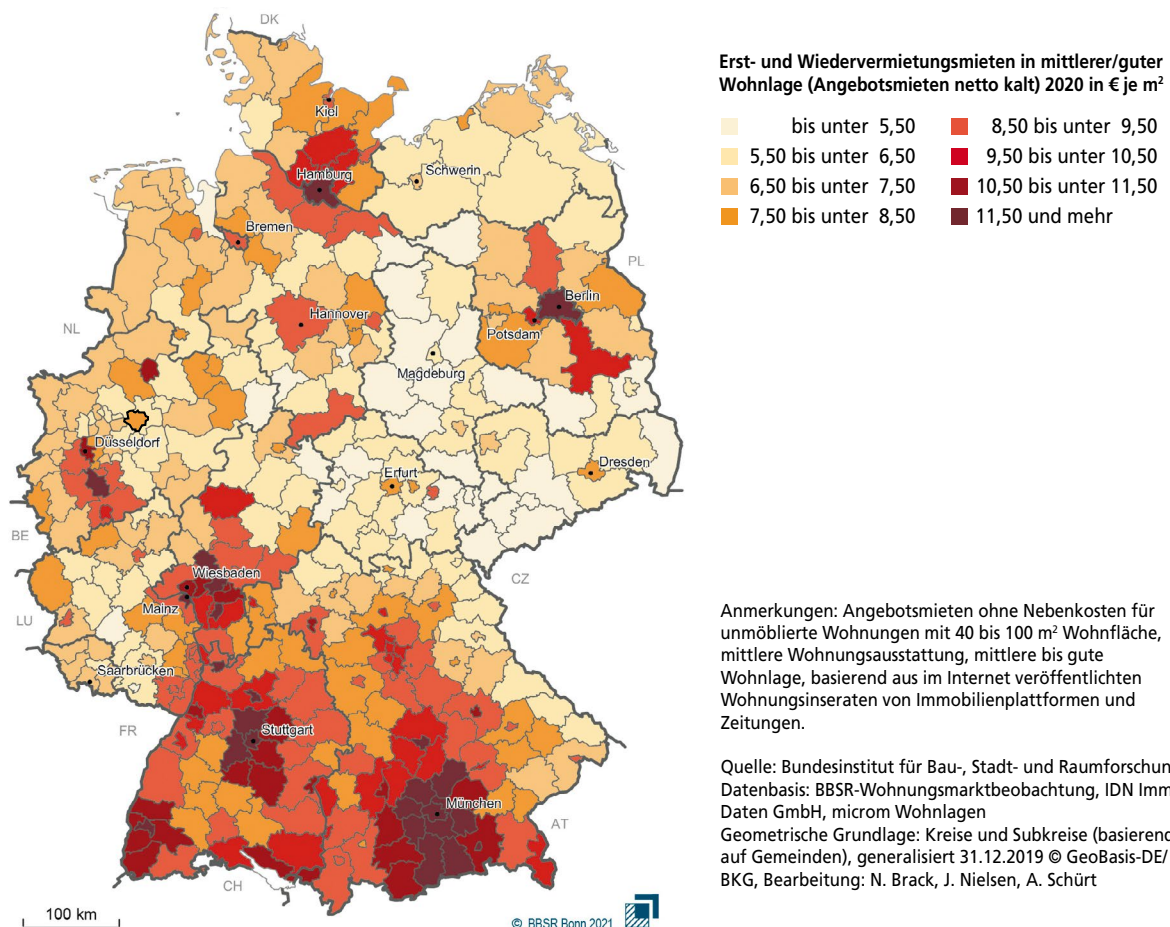 Erst- und Wiedervermietungsmieten in mittlerer/guter
Wohnlage (Angebotsmieten netto kalt) 2020 in € je m²
bis unter 5,50
5,50 bis unter 6,50
6,50 bis unter 7,50
7,50 bis unter 8,50
8,50 bis unter 9,50
9,50 bis unter 10,50
10,50 bis unter 11,50
11,50 und mehr
DK
Kiel
Hamburg
Schwerin
Bremen
PL
Berlin
Hannover
Potsdam
NL
Magdeburg
Düsseldorf
Erfurt
Dresden
BE
Wiesbaden
CZ
Mainz
LU
Saarbrücken
FR
Stuttgart
München
AT
CH
100 km
© BBSR Bonn 2021
Anmerkungen: Angebotsmieten ohne Nebenkosten für
unmöblierte Wohnungen mit 40 bis 100 m² Wohnfläche,
mittlere Wohnungsausstattung, mittlere bis gute
Wohnlage, basierend aus im Internet veröffentlichten
Wohnungsinseraten von Immobilienplattformen und
Zeitungen.
Quelle: Bundesinstitut für Bau-, Stadt- und Raumforschun
Datenbasis: BBSR-Wohnungsmarktbeobachtung, IDN Imm
Daten GmbH, microm Wohnlagen
Geometrische Grundlage: Kreise und Subkreise (basierend
auf Gemeinden), generalisiert 31.12.2019 © GeoBasis-DE/
BKG, Bearbeitung: N. Brack, J. Nielsen, A. Schürt